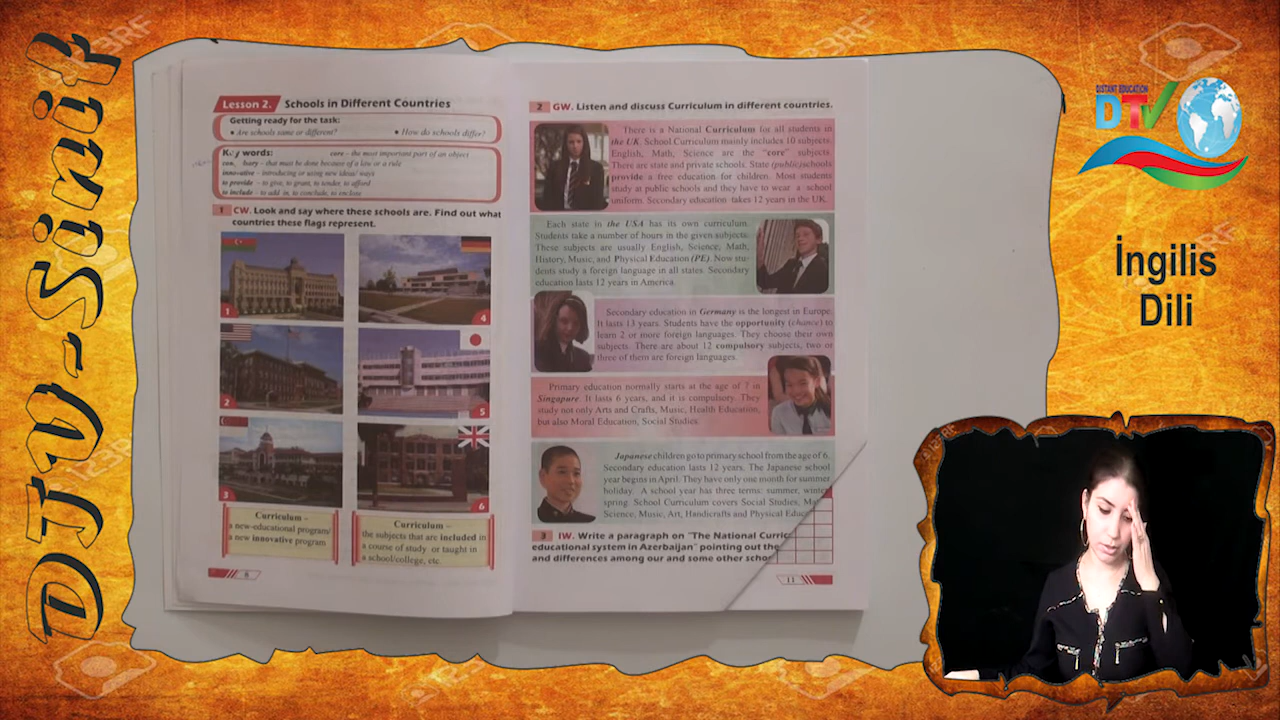 DTV-Sinif
Lesson 2. Schools in Different Countries
Getting ready for the task:
• Are schools same or different? • How do schools differ?
Key words: core – the most important part of an object
– that must be done because of a law or a rule
innovative – introducing or using new ideas/ ways
to provide – to give, to grant, to render, to afford
to include – to add in, to conclude, to enclose
1 CW. Look and say where these schools are. Find out what
countries these flags represent.
1
4
2
5
3
6
Curriculum –
a new-educational program/
a new innovative program
Curriculum –
the subjects that are included in
a course of study or taught in
a school/college, etc.
2 GW. Listen and discuss Curriculum in different countries.
There is a National Curriculum for all students in
the UK. School Curriculum mainly includes 10 subjects.
English, Math, Science are the "core" subjects.
There are state and private schools. State (public)schools
provide a free education for children. Most students
study at public schools and they have to wear a school
uniform. Secondary education takes 12 years in the UK.
Each state in the USA has its own curriculum.
Students take a number of hours in the given subjects.
These subjects are usually English, Science, Math,
History, Music, and Physical Education (PE). Now stu-
dents study a foreign language in all states. Secondary
education lasts 12 years in America.
Secondary education in Germany is the longest in Europe.
It lasts 13 years. Students have the opportunity (chance) to
learn 2 or more foreign languages. They choose their own
subjects. There are about 12 compulsory subjects, two or
three of them are foreign languages.
Primary education normally starts at the age of 7 in
Singapure. It lasts 6 years, and it is compulsory. They
study not only Arts and Crafts, Music, Health Education,
but also Moral Education, Social Studies.
Japanese children go to primary school from the age of 6.
Secondary education lasts 12 years. The Japanese school
year begins in April. They have only one month for summer
holiday. A school year has three terms: summer, winter
spring. School Curriculum covers Social Studies,
Science, Music, Art, Handicrafts and Physical
3 IW. Write a paragraph on "The National
educational system in Azerbaijan" pointing out the
and differences among our and some other
11
DISTANT EDUCATION
DTV
İngilis
Dili
123RF